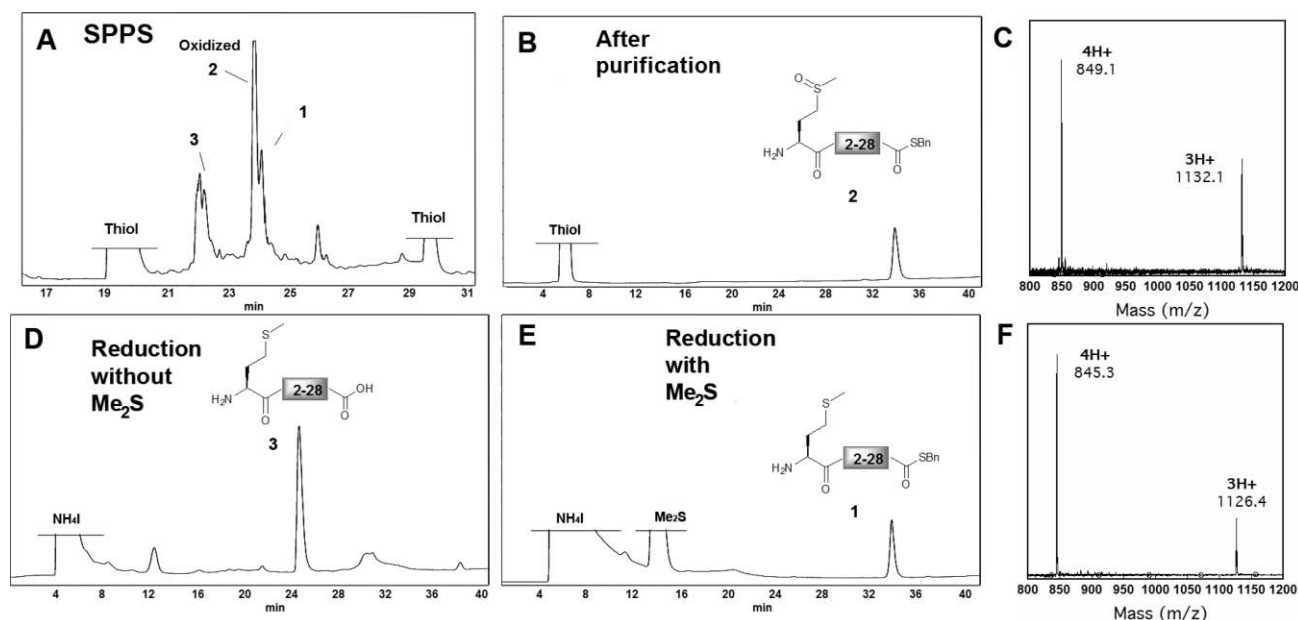 A SPPS
Oxidized
2
1
3
Thiol
Thiol
17 19 21 23 25 27 29 31
min
B After
purification
O
S
H₂N
O
2-28
SBn
O
2
Thiol
4 8 12 16 20 24 28 32 36 40
min
C
4H+
849.1
3H+
1132.1
800 850 900 950 1000 1050 1100 1150 1200
Mass (m/z)
D Reduction
without
Me₂S
S
H₂N
O
2-28
OH
O
3
NH₄I
4 8 12 16 20 24 28 32 36 40
min
E Reduction
with
Me₂S
S
H₂N
O
2-28
SBn
O
1
NH₄I
Me₂S
4 8 12 16 20 24 28 32 36 40
min
F
4H+
845.3
3H+
1126.4
800 850 900 950 1000 1050 1100 1150 1200
Mass (m/z)